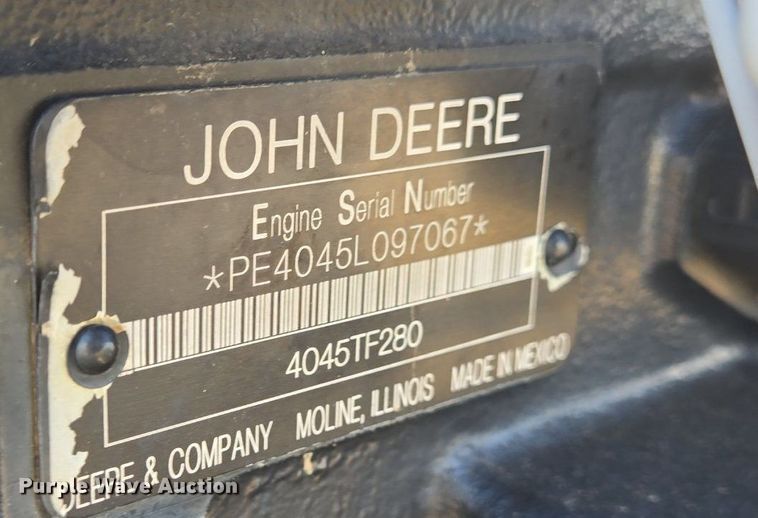 JOHN DEERE
Engine Serial Number
*PE4045L097067*
4045TF280
DEERE & COMPANY MOLINE, ILLINOIS MADE IN MEXICO
Purple Wave Auction